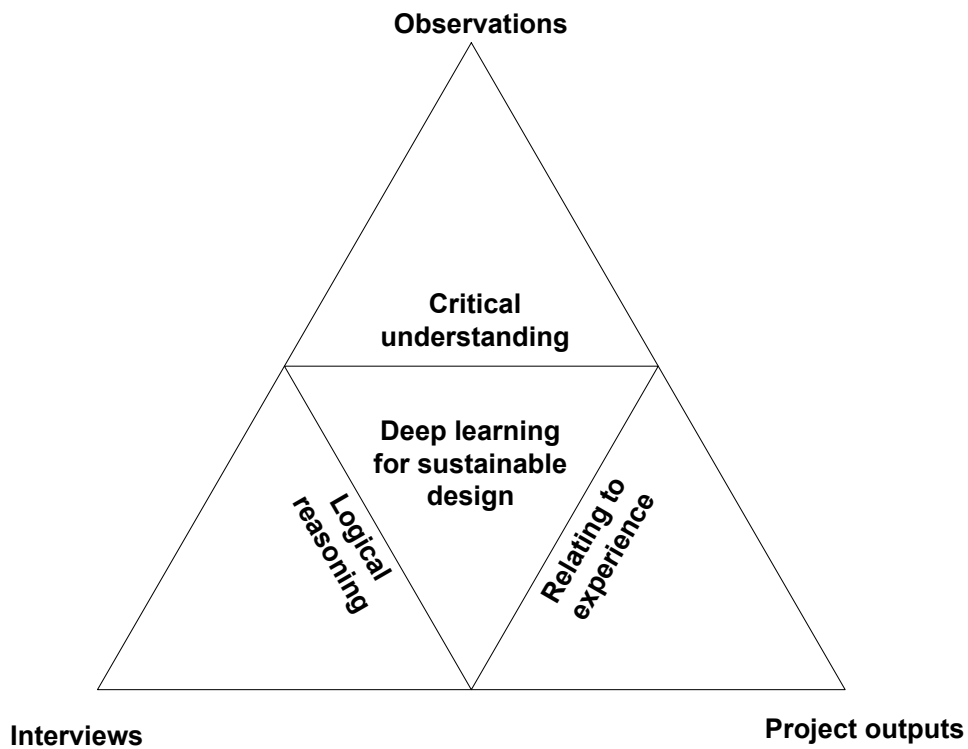 Observations
Critical
understanding
Deep learning
for sustainable
design
Logical
reasoning
Relating to
experience
Interviews
Project outputs